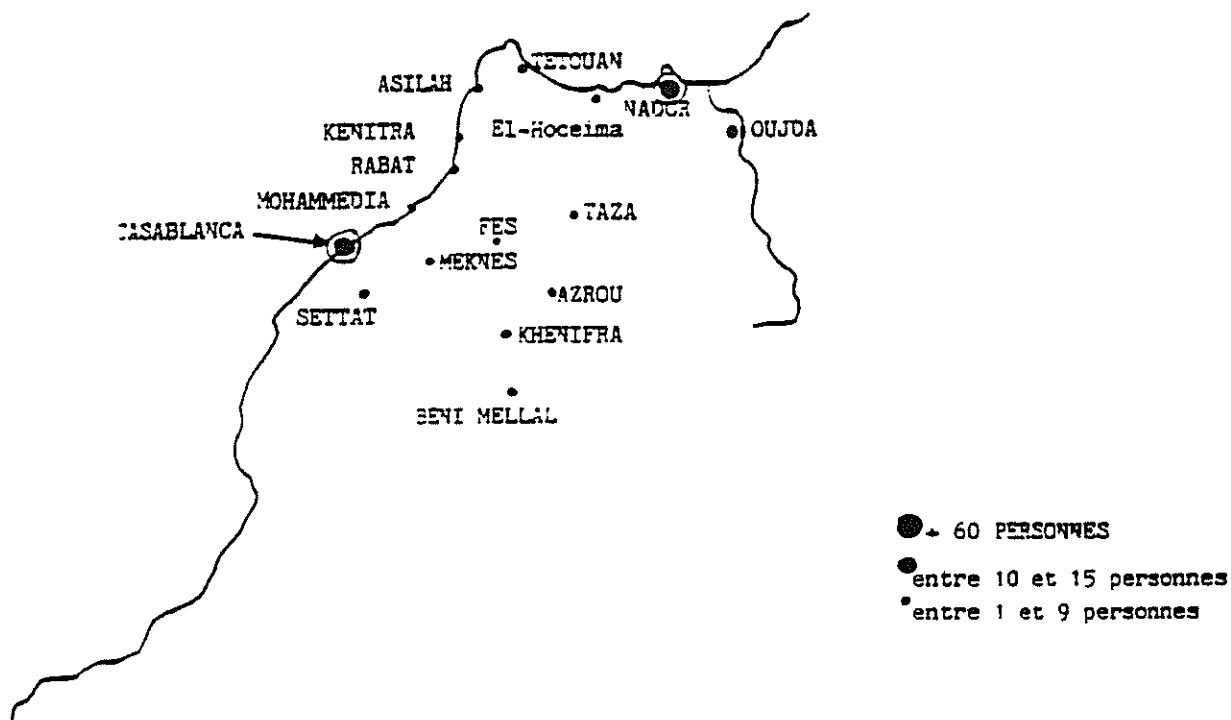 TETOUAN
ASILAH
NADOR
KENITRA
El-Hoceima
OUJDA
RABAT
MOHAMMEDIA
TAZA
CASABLANCA
FES
MEKNES
SETTAT
AZROU
KHENIFRA
BENI MELLAL
+ 60 PERSONNES
entre 10 et 15 personnes
entre 1 et 9 personnes